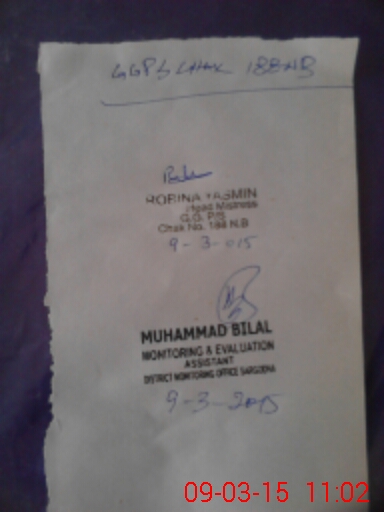 GGPS CHAK 188NB
ROBINA YASMIN
Head Mistress
G.G. P/S
Chak No. 188 N.B
9-3-015
MUHAMMAD BILAL
MONITORING & EVALUATION
ASSISTANT
DISTRICT MONITORING OFFICE SARGODHA
9-3-2015
09-03-15 11:02